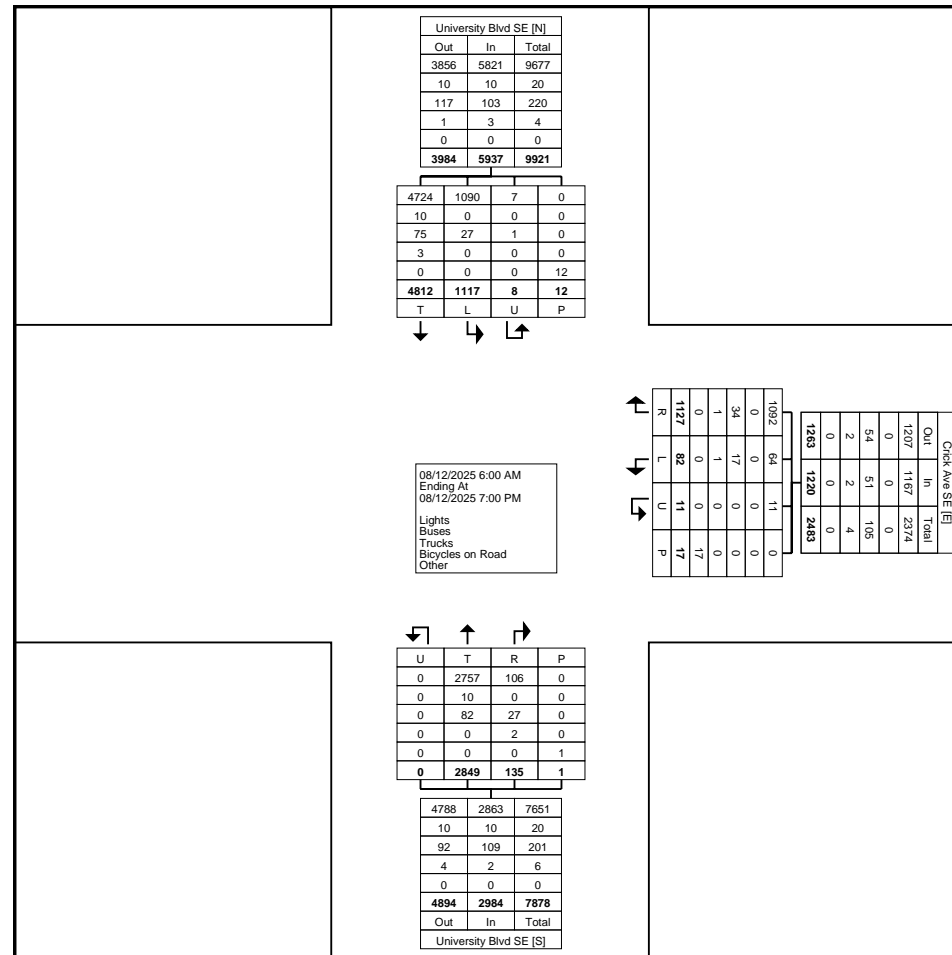 University Blvd SE [N]
Out In Total
3856 5821 9677
10 10 20
117 103 220
1 3 4
0 0 0
3984 5937 9921
4724 1090 7 0
10 0 0 0
75 27 1 0
3 0 0 0
0 0 0 12
4812 1117 8 12
T L U P
Crick Ave SE [E]
Out In Total
1207 1167 2374
0 0 0
54 51 105
2 2 4
0 0 0
1263 1220 2483
1092 64 11 0
0 0 0 0
34 17 0 0
1 1 0 0
0 0 0 17
1127 82 11 17
R L U P
08/12/2025 6:00 AM
Ending At
08/12/2025 7:00 PM
Lights
Buses
Trucks
Bicycles on Road
Other
U T R P
0 2757 106 0
0 10 0 0
0 82 27 0
0 0 2 0
0 0 0 1
0 2849 135 1
4788 2863 7651
10 10 20
92 109 201
4 2 6
0 0 0
4894 2984 7878
Out In Total
University Blvd SE [S]